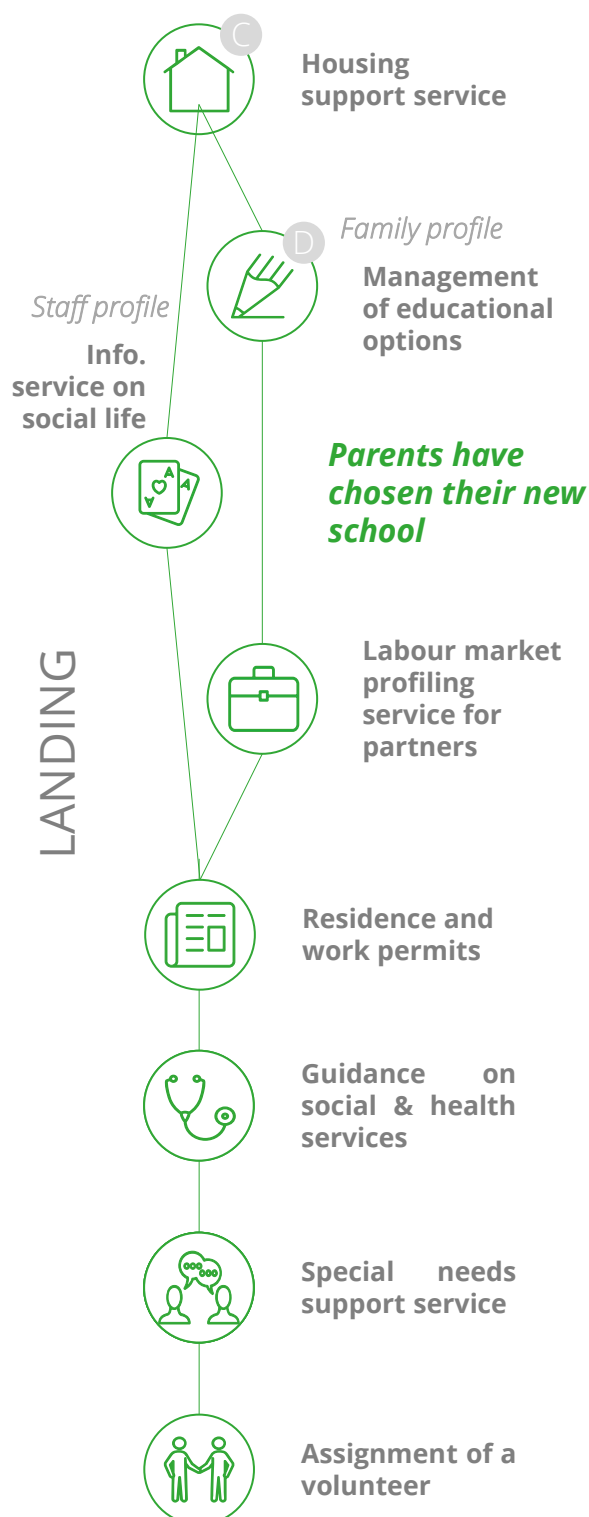 C
Housing
support service
D
Family profile
Management
of educational
options
Staff profile
Info.
service on
social life
A
A
A
Parents have
chosen their new
school
LANDING
Labour market
profiling
service for
partners
Residence and
work permits
Guidance on
social & health
services
Special needs
support service
Assignment of a
volunteer